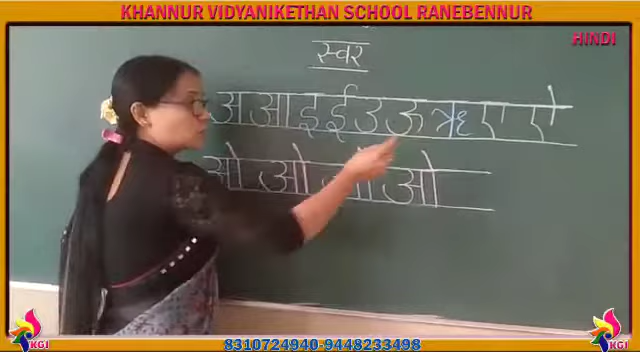 KHANNUR VIDYANIKETHAN SCHOOL RANEBENNUR
HINDI
स्वर
अ आ इ ई उ ऊ ऋ ए ऐ
ओ ओ ओ
KGI
8310724940-9448233498
KGI